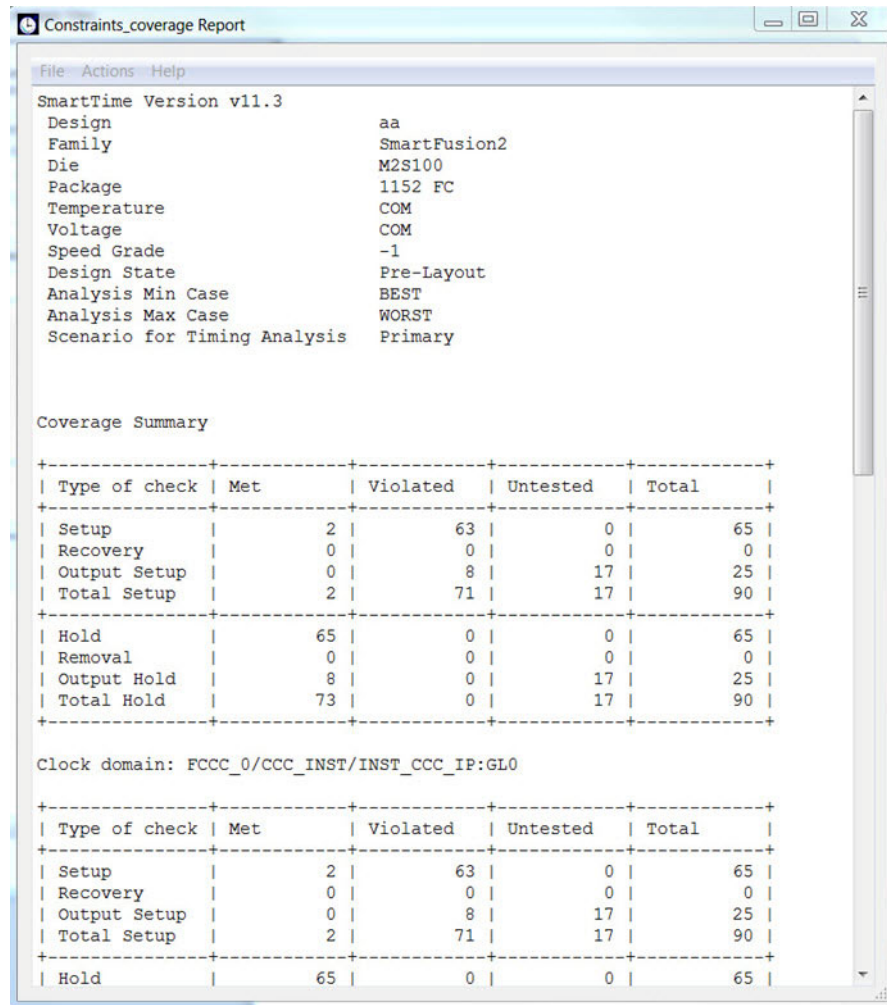 Constraints_coverage Report
File Actions Help
SmartTime Version v11.3
Design aa
Family SmartFusion2
Die M2S100
Package 1152 FC
Temperature COM
Voltage COM
Speed Grade -1
Design State Pre-Layout
Analysis Min Case BEST
Analysis Max Case WORST
Scenario for Timing Analysis Primary
Coverage Summary
+---------------+------------+------------+------------+------------+
| Type of check | Met | Violated | Untested | Total |
+---------------+------------+------------+------------+------------+
| Setup | 2 | 63 | 0 | 65 |
| Recovery | 0 | 0 | 0 | 0 |
| Output Setup | 0 | 8 | 17 | 25 |
| Total Setup | 2 | 71 | 17 | 90 |
+---------------+------------+------------+------------+------------+
| Hold | 65 | 0 | 0 | 65 |
| Removal | 0 | 0 | 0 | 0 |
| Output Hold | 8 | 0 | 17 | 25 |
| Total Hold | 73 | 0 | 17 | 90 |
+---------------+------------+------------+------------+------------+
Clock domain: FCCC_0/CCC_INST/INST_CCC_IP:GL0
+---------------+------------+------------+------------+------------+
| Type of check | Met | Violated | Untested | Total |
+---------------+------------+------------+------------+------------+
| Setup | 2 | 63 | 0 | 65 |
| Recovery | 0 | 0 | 0 | 0 |
| Output Setup | 0 | 8 | 17 | 25 |
| Total Setup | 2 | 71 | 17 | 90 |
+---------------+------------+------------+------------+------------+
| Hold | 65 | 0 | 0 | 65 |